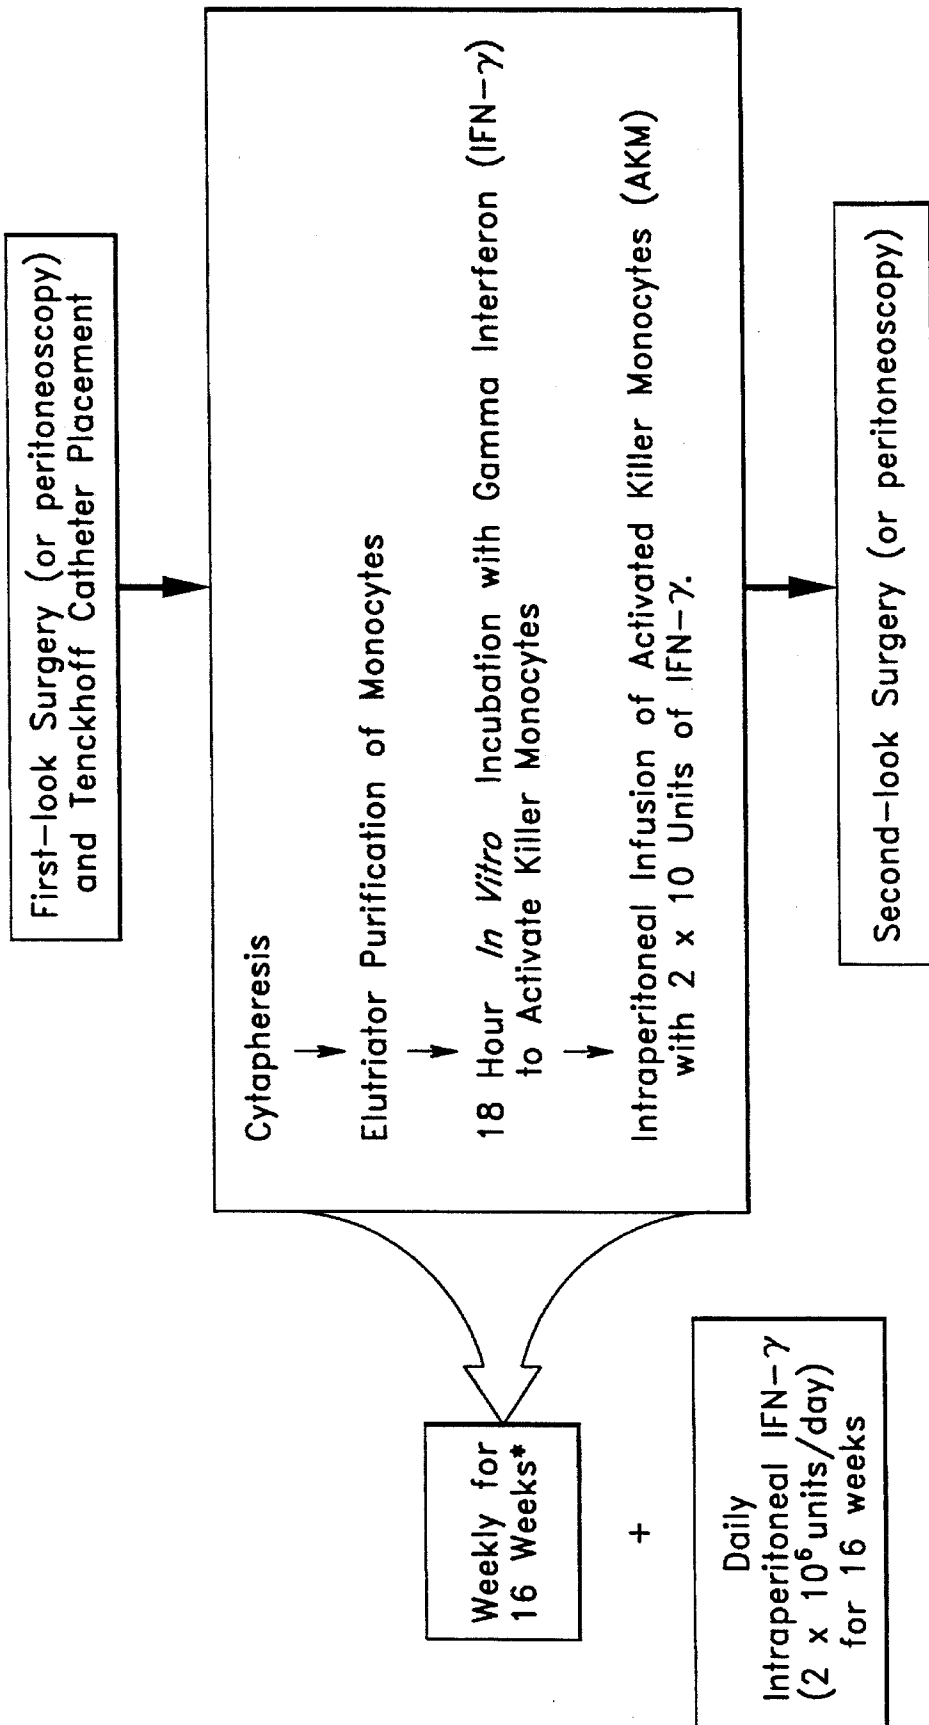 First-look Surgery (or peritoneoscopy)
and Tenckhoff Catheter Placement
Cytapheresis
Elutriator Purification of Monocytes
18 Hour In Vitro Incubation with Gamma Interferon (IFN-γ)
to Activate Killer Monocytes
Intraperitoneal Infusion of Activated Killer Monocytes (AKM)
with 2 x 10 Units of IFN-γ.
Weekly for
16 Weeks*
+
Daily
Intraperitoneal IFN-γ
(2 x 10⁶ units/day)
for 16 weeks
Second-look Surgery (or peritoneoscopy)